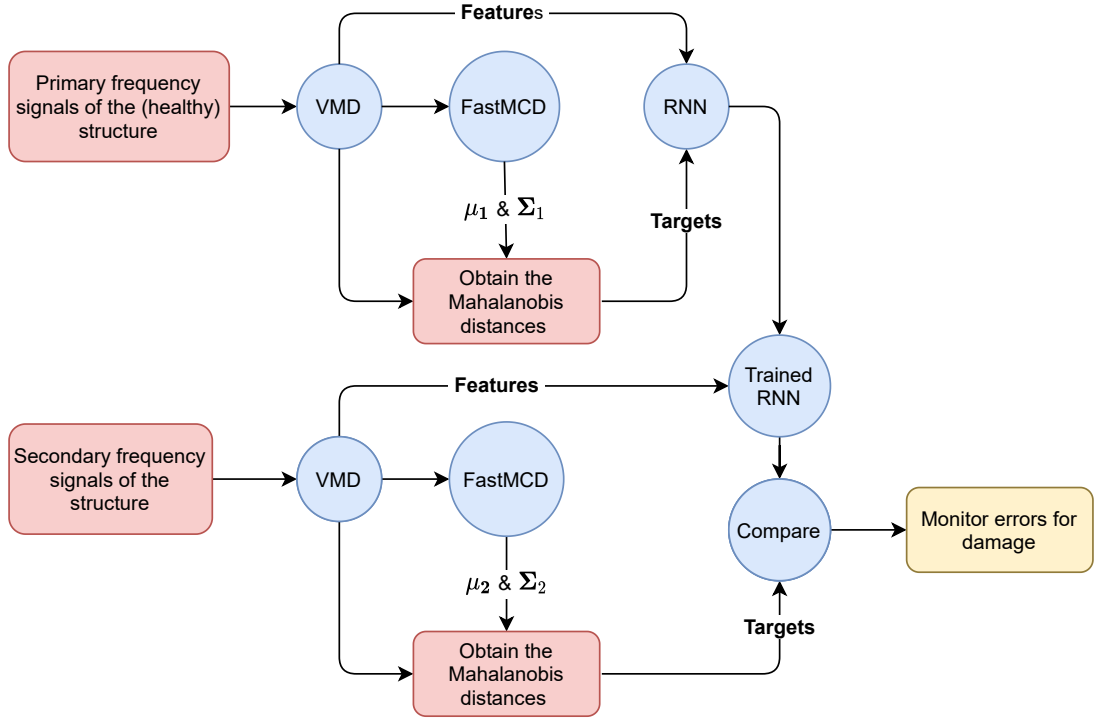 Features
Primary frequency
signals of the (healthy)
structure
VMD
FastMCD
RNN
μ1 & Σ1
Targets
Obtain the
Mahalanobis
distances
Features
Trained
RNN
Secondary frequency
signals of the
structure
VMD
FastMCD
Compare
Monitor errors for
damage
μ2 & Σ2
Targets
Obtain the
Mahalanobis
distances